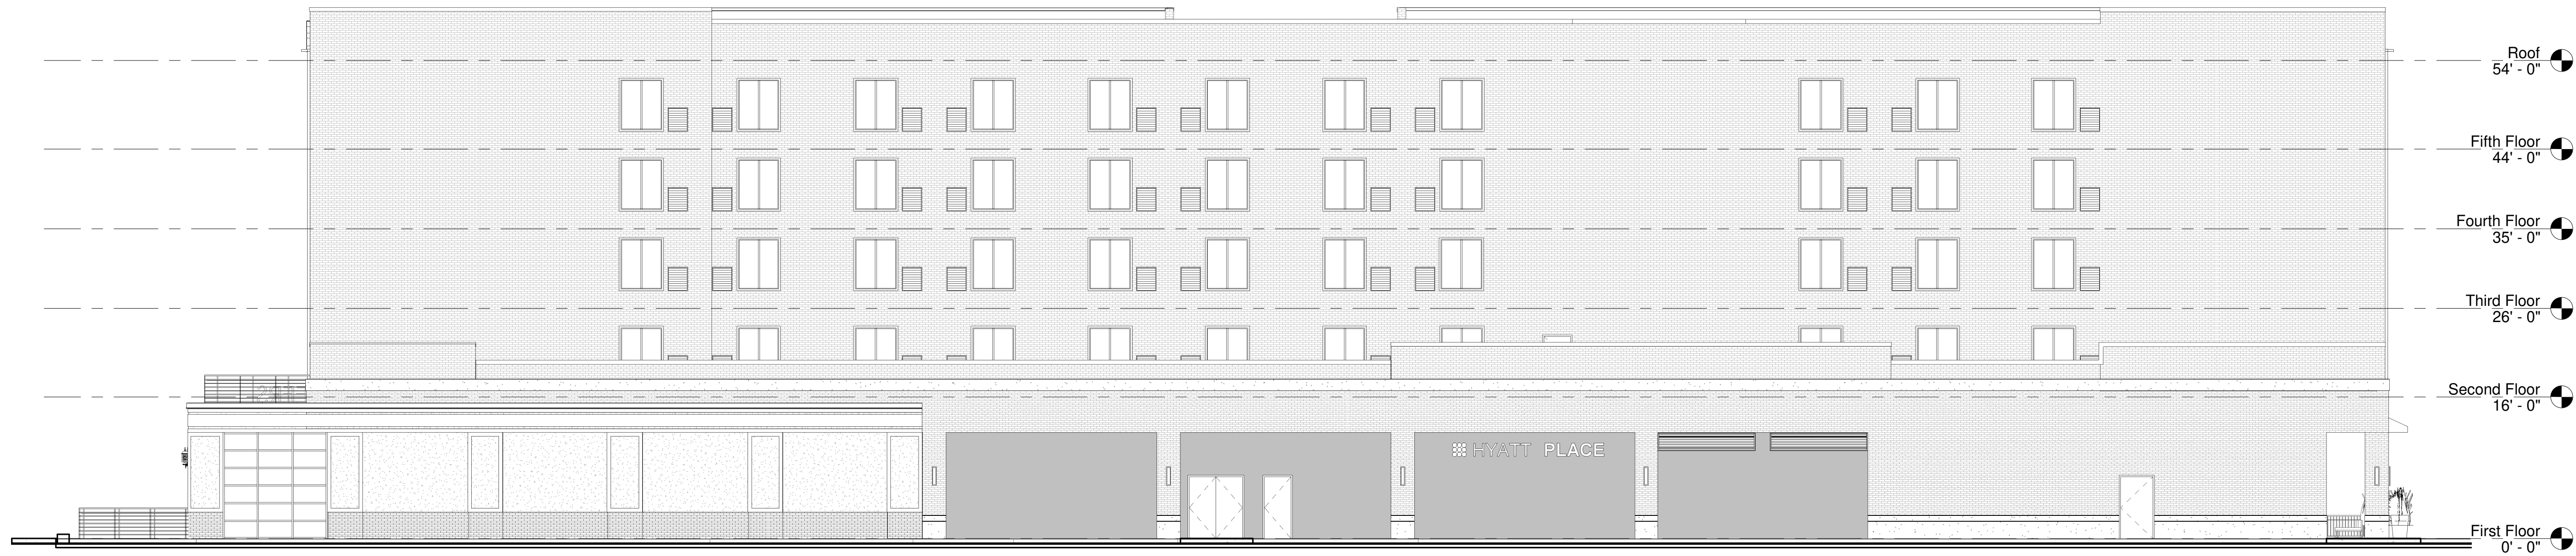 Roof
54' - 0"
Fifth Floor
44' - 0"
Fourth Floor
35' - 0"
Third Floor
26' - 0"
Second Floor
16' - 0"
HYATT PLACE
First Floor
0' - 0"